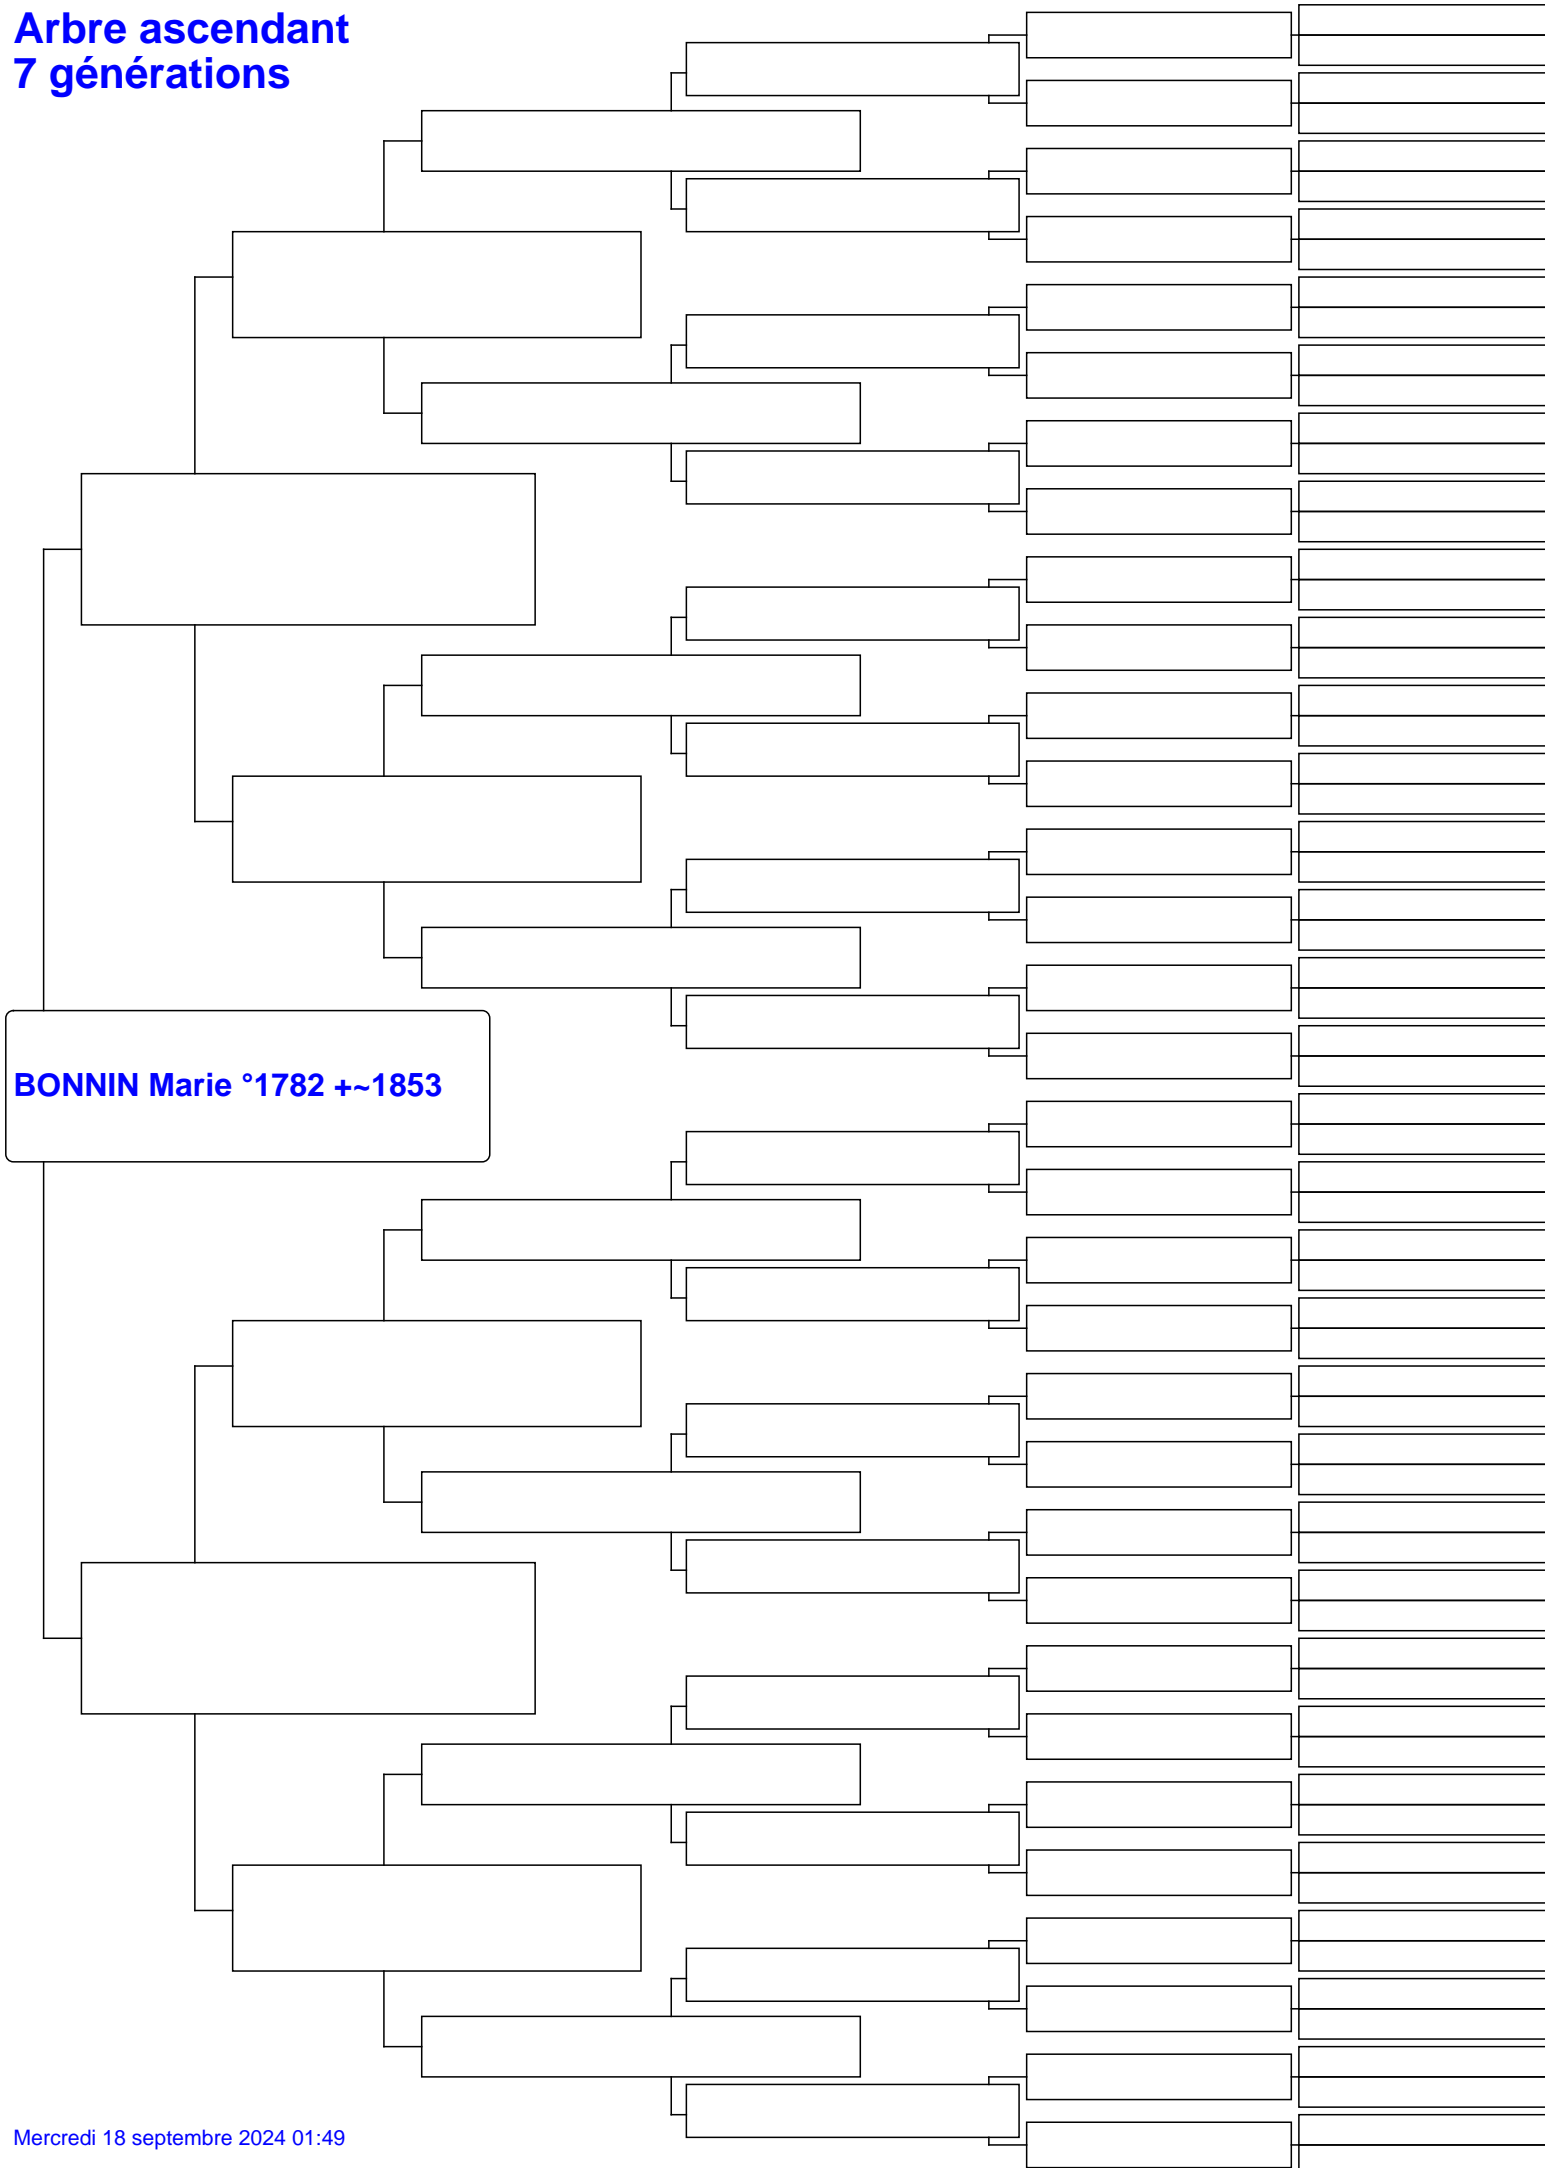 Arbre ascendant
7 générations
BONNIN Marie °1782 +~1853
Mercredi 18 septembre 2024 01:49